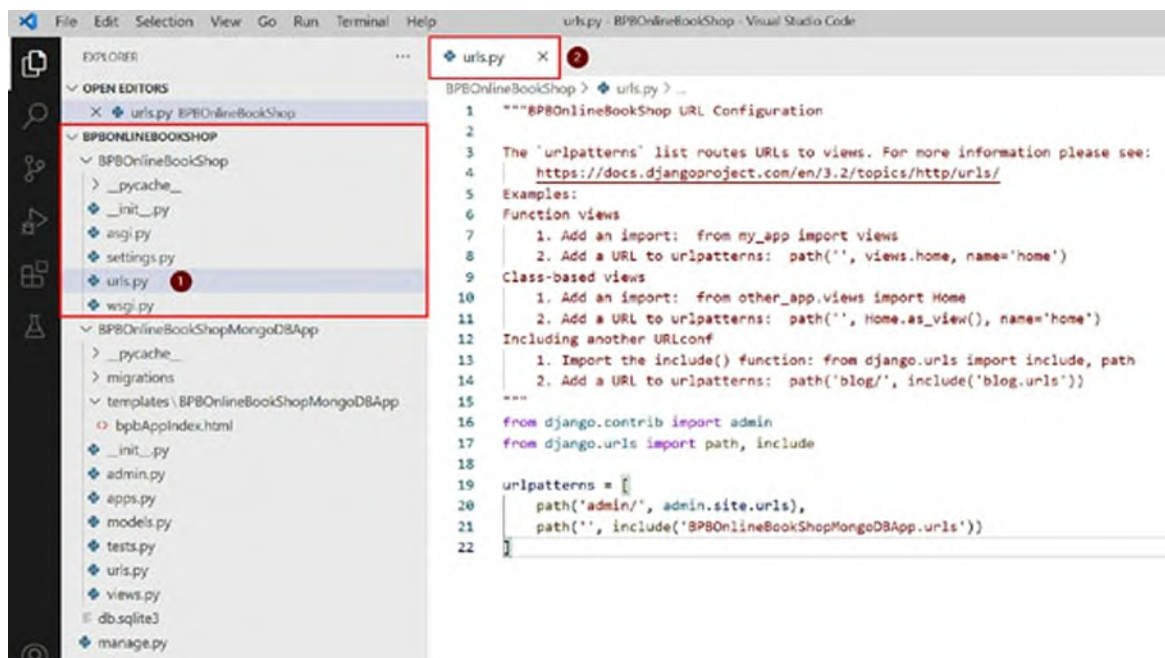 File Edit Selection View Go Run Terminal Help urls.py - BPBOnlineBookShop - Visual Studio Code
EXPLORER ...
OPEN EDITORS
urls.py BPBOnlineBookShop
BPBONLINEBOOKSHOP
BPBOnlineBookShop
__pycache__
__init__.py
asgi.py
settings.py
urls.py 1
wsgi.py
BPBOnlineBookShopMongoDBApp
__pycache__
migrations
templates \ BPBOnlineBookShopMongoDBApp
bpbAppIndex.html
__init__.py
admin.py
apps.py
models.py
tests.py
urls.py
views.py
db.sqlite3
manage.py
urls.py 2
BPBOnlineBookShop > urls.py > ...
1 """BPBOnlineBookShop URL Configuration
2
3 The `urlpatterns` list routes URLs to views. For more information please see:
4 https://docs.djangoproject.com/en/3.2/topics/http/urls/
5 Examples:
6 Function views
7 1. Add an import: from my_app import views
8 2. Add a URL to urlpatterns: path('', views.home, name='home')
9 Class-based views
10 1. Add an import: from other_app.views import Home
11 2. Add a URL to urlpatterns: path('', Home.as_view(), name='home')
12 Including another URLconf
13 1. Import the include() function: from django.urls import include, path
14 2. Add a URL to urlpatterns: path('blog/', include('blog.urls'))
15 """
16 from django.contrib import admin
17 from django.urls import path, include
18
19 urlpatterns = [
20 path('admin/', admin.site.urls),
21 path('', include('BPBOnlineBookShopMongoDBApp.urls'))
22 ]